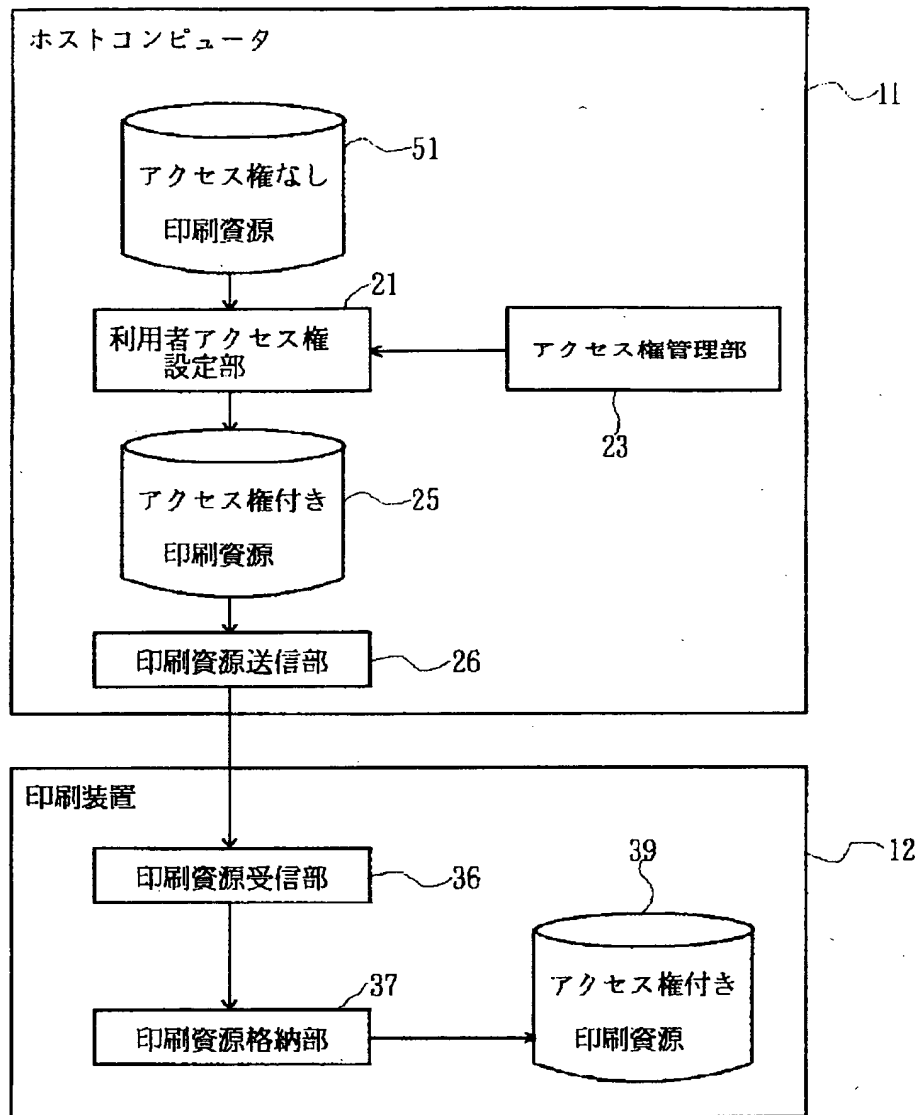 ホストコンピュータ
11
アクセス権なし
印刷資源
51
21
利用者アクセス権
設定部
アクセス権管理部
23
アクセス権付き
印刷資源
25
印刷資源送信部
26
印刷装置
12
印刷資源受信部
36
39
アクセス権付き
印刷資源
37
印刷資源格納部